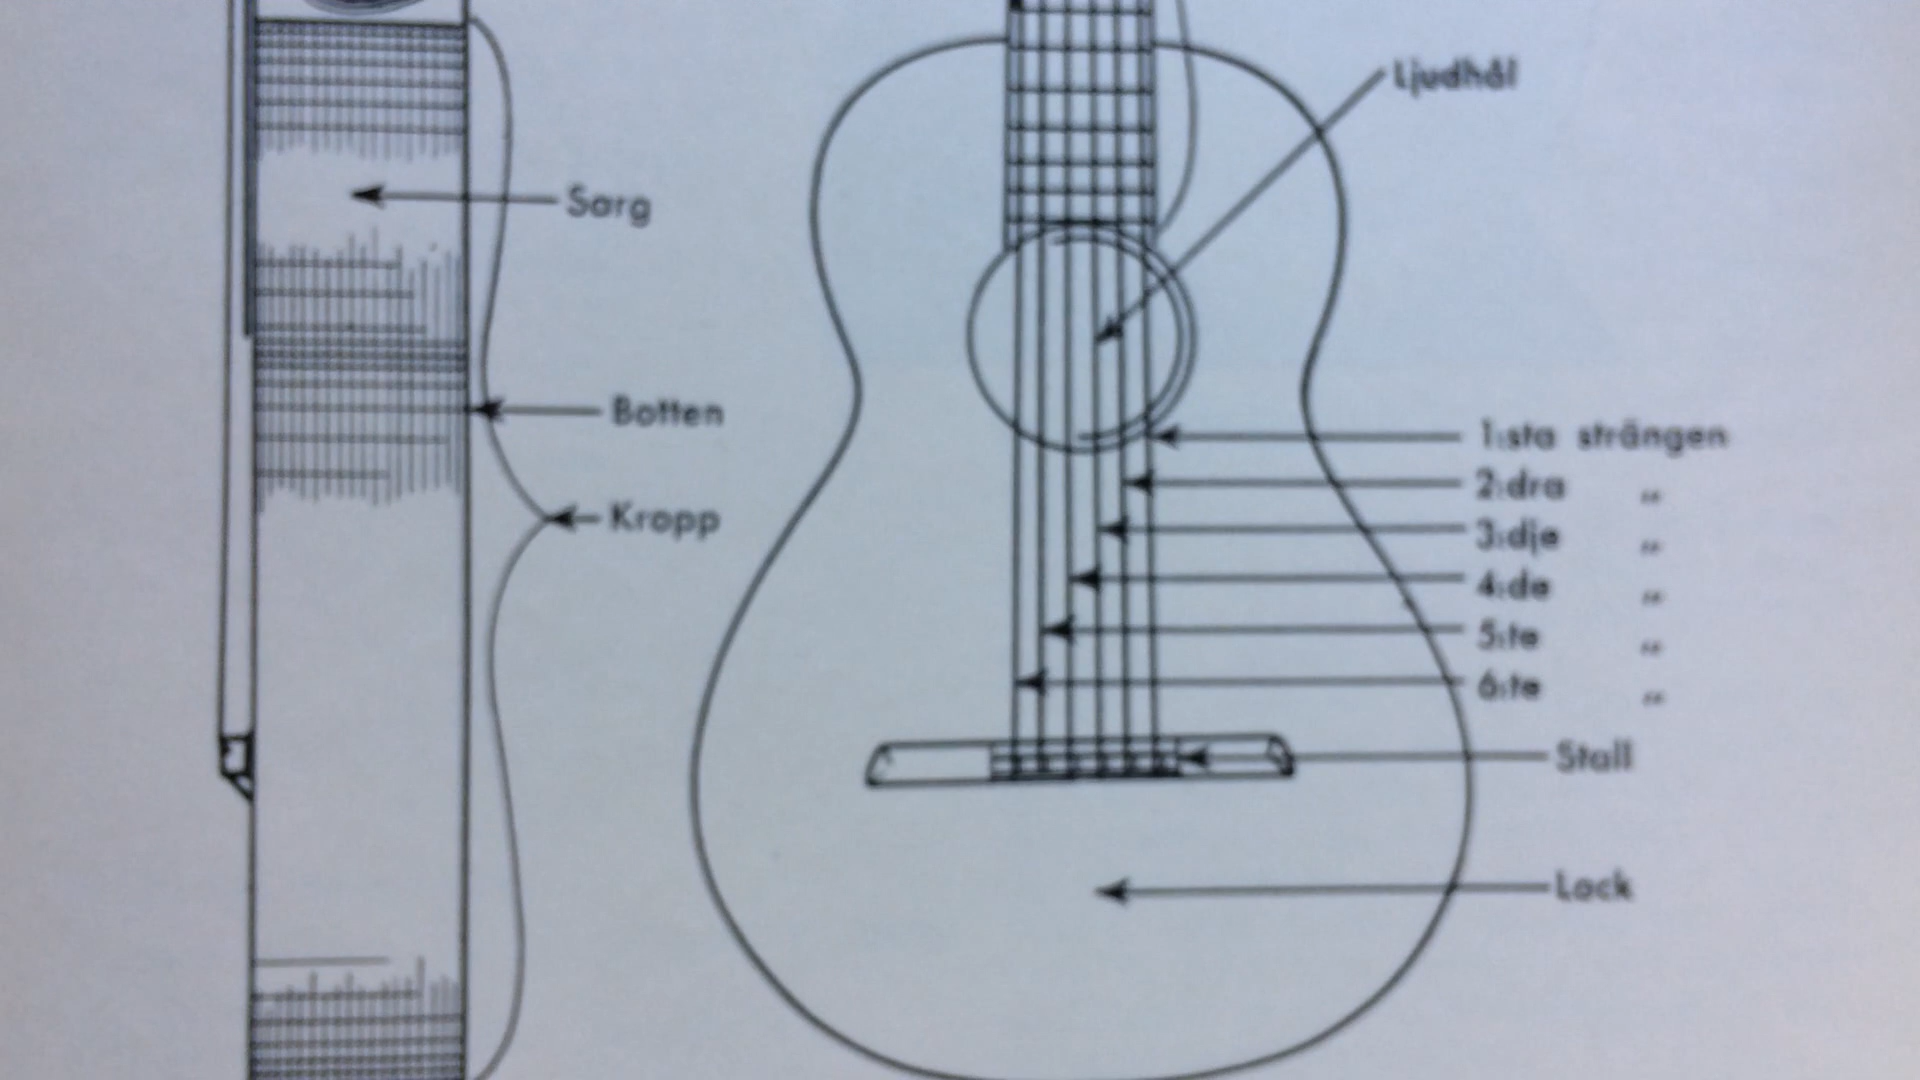 Ljudhål
Sarg
Botten
Kropp
1:sta strängen
2:dra „
3:dje „
4:de „
5:te „
6:te „
Stall
Lock